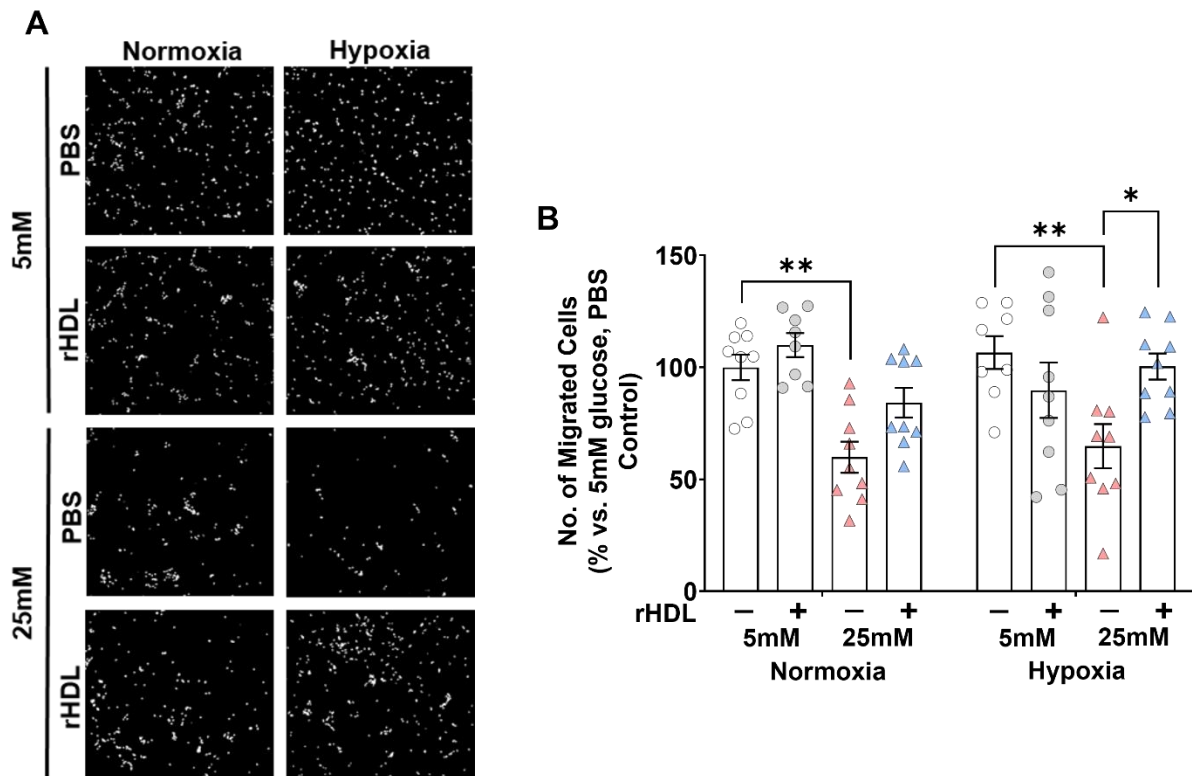 A
Normoxia Hypoxia
5mM
PBS
rHDL
25mM
PBS
rHDL
B
No. of Migrated Cells
(% vs. 5mM glucose, PBS
Control)
150
100
50
0
** ** *
rHDL − + − + − + − +
5mM 25mM 5mM 25mM
Normoxia Hypoxia